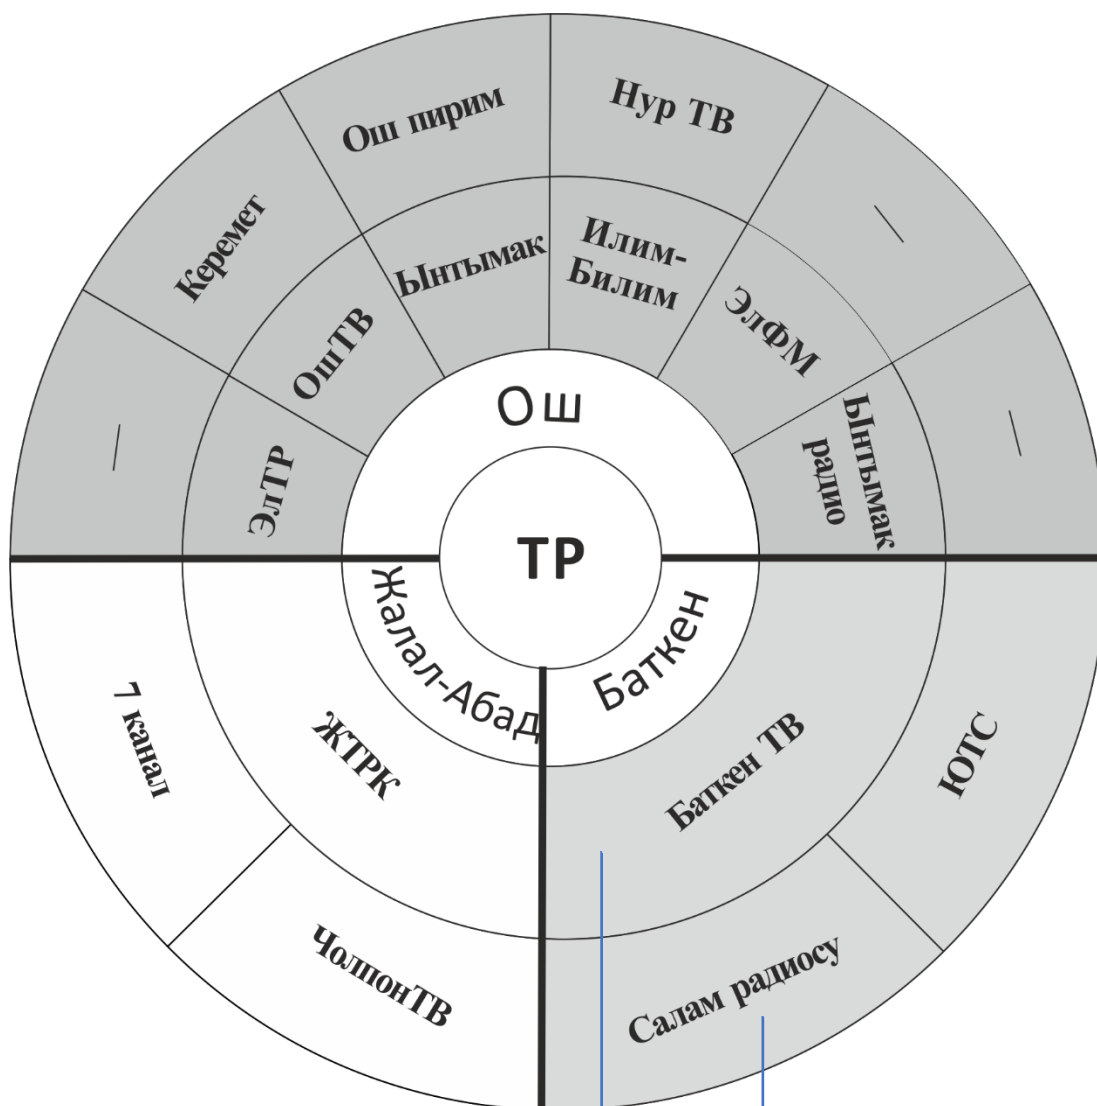 Ош пирим
Нур ТВ
Керемет
—
—
—
Ынтымак
Илим-
Билим
ОшТВ
ЭлФМ
ЭлТР
Ынтымак
радио
Ош
ТР
Жалал-Абад
Баткен
7 канал
ЖТРК
Баткен ТВ
ЮТС
ЧолпонТВ
Салам радиосу